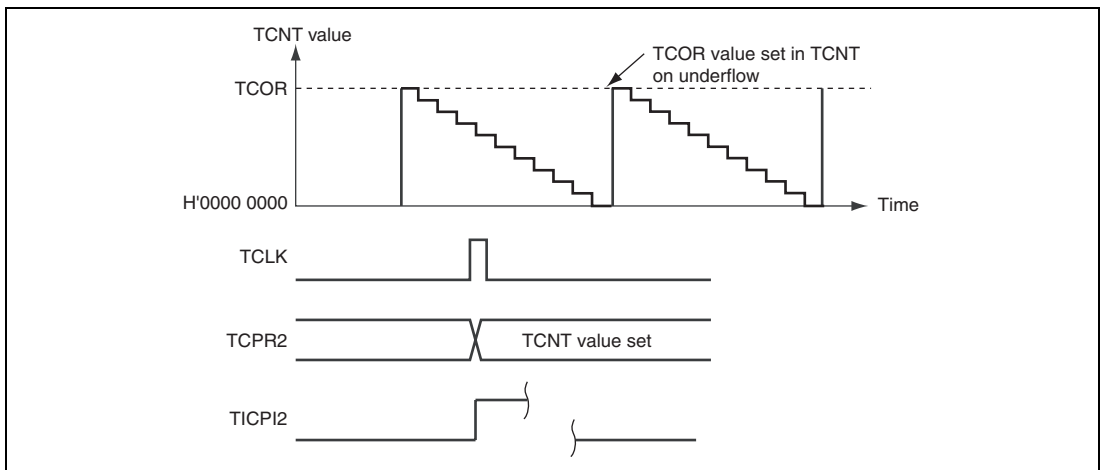 TCNT value
TCOR value set in TCNT
on underflow
TCOR
H'0000 0000
Time
TCLK
TCPR2
TCNT value set
TICPI2